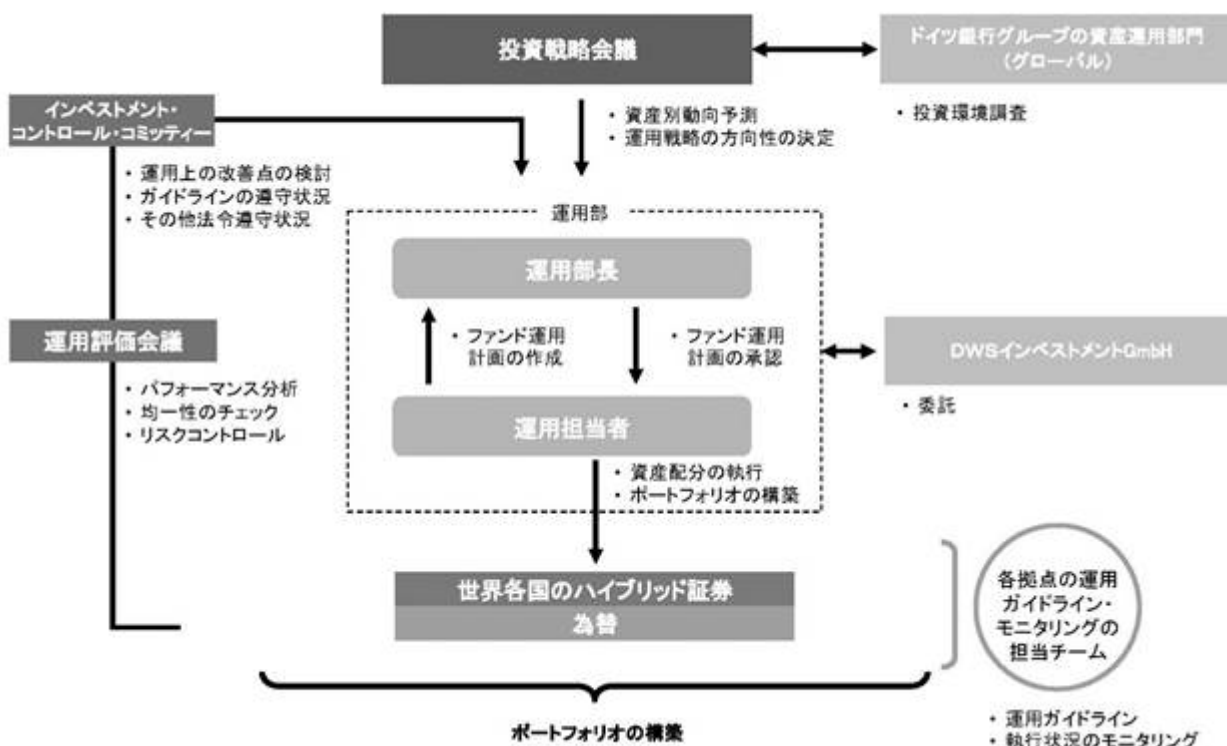 投資戦略会議
ドイツ銀行グループの資産運用部門
(グローバル)
・投資環境調査
・資産別動向予測
・運用戦略の方向性の決定
インベストメント・
コントロール・コミッティー
・運用上の改善点の検討
・ガイドラインの遵守状況
・その他法令遵守状況
運用部
運用部長
・ファンド運用
計画の作成
・ファンド運用
計画の承認
運用評価会議
・パフォーマンス分析
・均一性のチェック
・リスクコントロール
DWSインベストメントGmbH
・委託
運用担当者
・資産配分の執行
・ポートフォリオの構築
世界各国のハイブリッド証券
為替
各拠点の運用
ガイドライン・
モニタリングの
担当チーム
・運用ガイドライン
・執行状況のモニタリング
ポートフォリオの構築